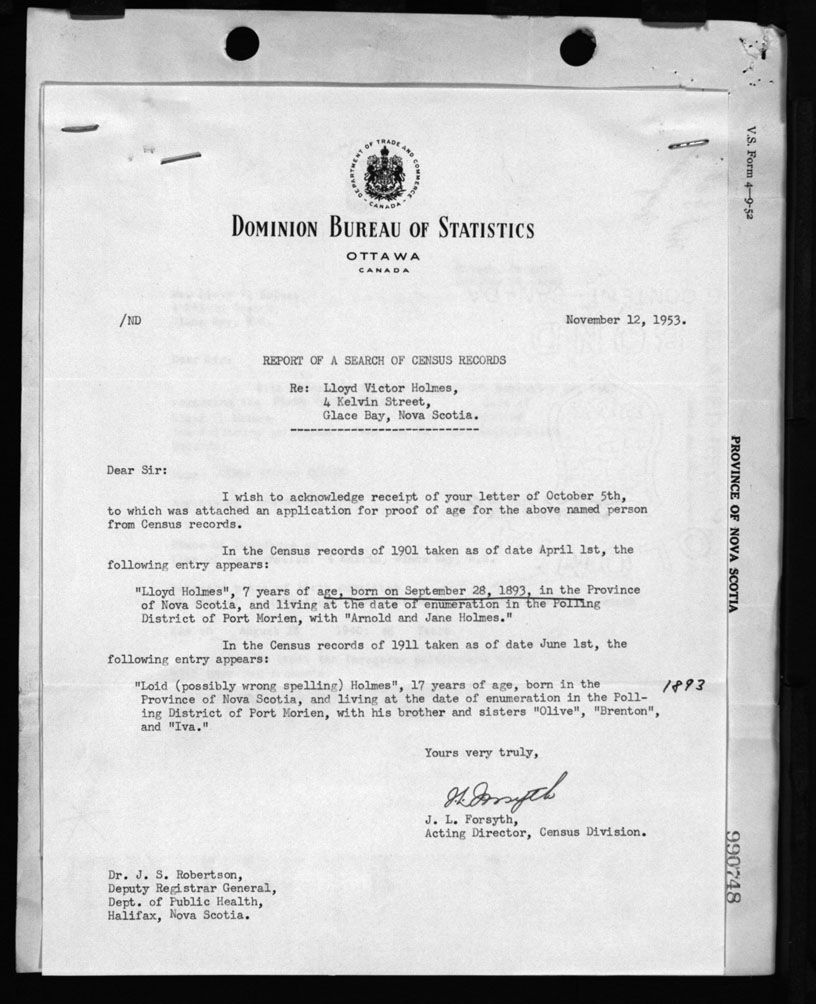 V.S. Form 4—9-52
DEPARTMENT OF TRADE AND COMMERCE
- CANADA -
DOMINION BUREAU OF STATISTICS
OTTAWA
CANADA
/ND
November 12, 1953.
REPORT OF A SEARCH OF CENSUS RECORDS
Re: Lloyd Victor Holmes,
4 Kelvin Street,
Glace Bay, Nova Scotia.
----------------------------
Dear Sir:
I wish to acknowledge receipt of your letter of October 5th,
to which was attached an application for proof of age for the above named person
from Census records.
In the Census records of 1901 taken as of date April 1st, the
following entry appears:
"Lloyd Holmes", 7 years of age, born on September 28, 1893, in the Province
of Nova Scotia, and living at the date of enumeration in the Polling
District of Port Morien, with "Arnold and Jane Holmes."
In the Census records of 1911 taken as of date June 1st, the
following entry appears:
"Loid (possibly wrong spelling) Holmes", 17 years of age, born in the 1893
Province of Nova Scotia, and living at the date of enumeration in the Poll-
ing District of Port Morien, with his brother and sisters "Olive", "Brenton",
and "Iva."
Yours very truly,
J. L. Forsyth,
Acting Director, Census Division.
Dr. J. S. Robertson,
Deputy Registrar General,
Dept. of Public Health,
Halifax, Nova Scotia.
PROVINCE OF NOVA SCOTIA
990748